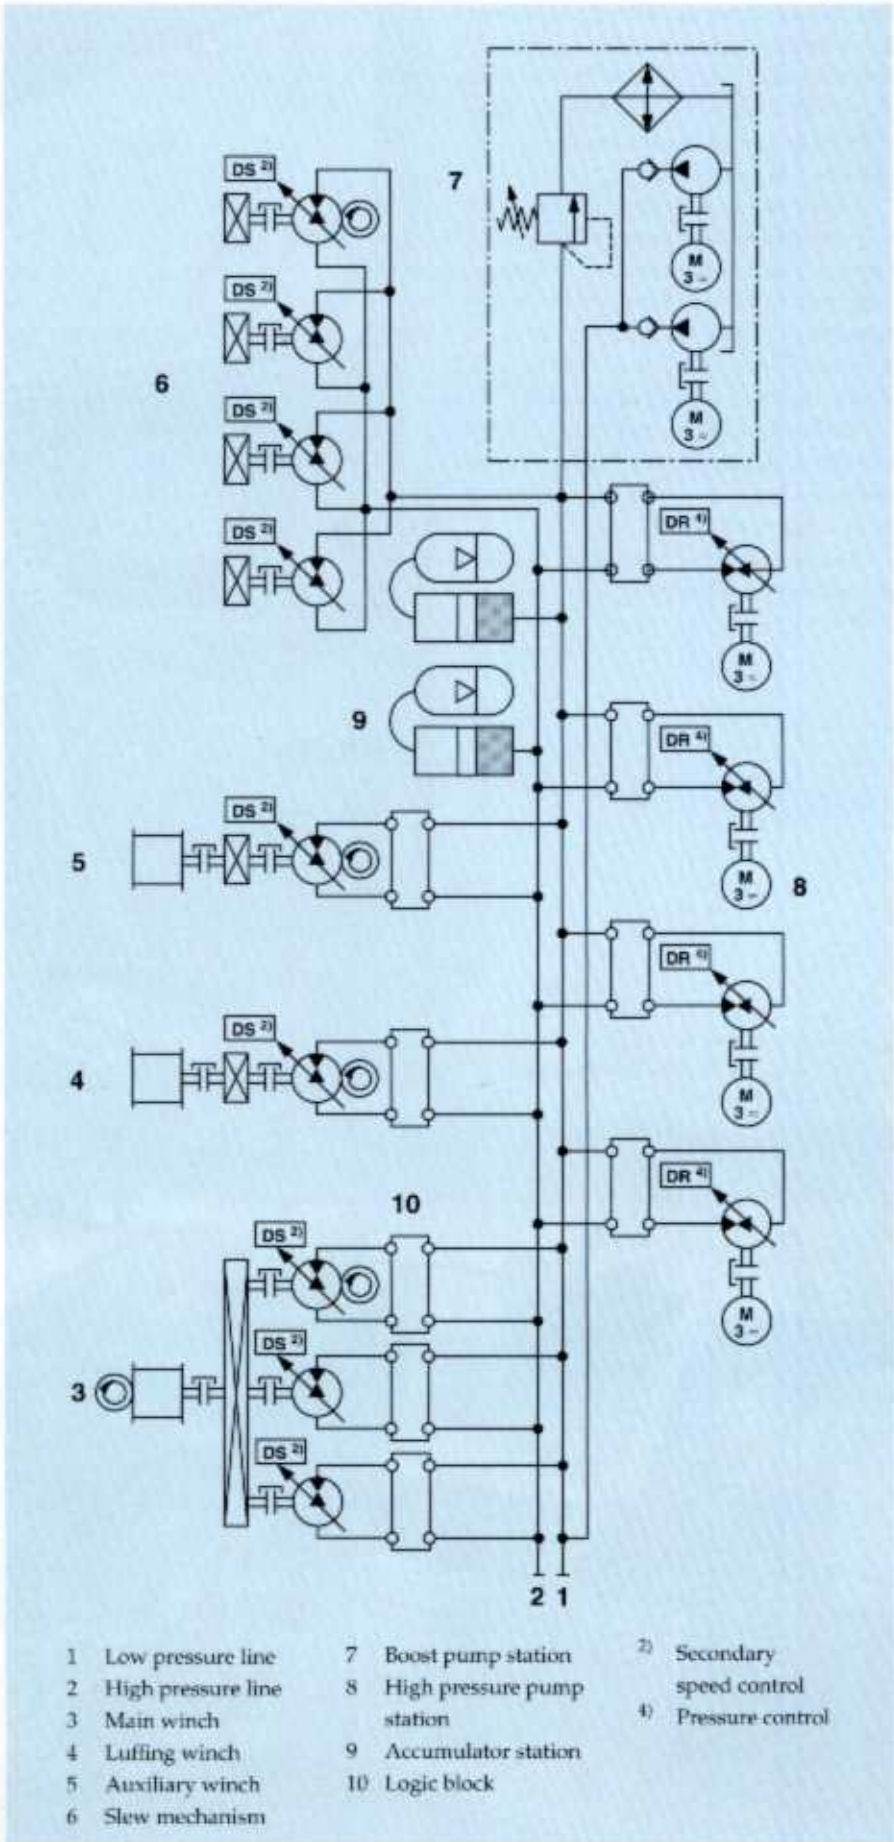 7
DS 2)
M
3 ~
DS 2)
6
M
3 ~
DS 2)
DR 4)
DS 2)
M
3 ~
9
DR 4)
DS 2)
5
M
3 ~
8
DR 4)
DS 2)
4
M
3 ~
DR 4)
10
DS 2)
M
3 ~
DS 2)
3
DS 2)
2 1
1 Low pressure line
2 High pressure line
3 Main winch
4 Luffing winch
5 Auxiliary winch
6 Slew mechanism
7 Boost pump station
8 High pressure pump
station
9 Accumulator station
10 Logic block
2) Secondary
speed control
4) Pressure control